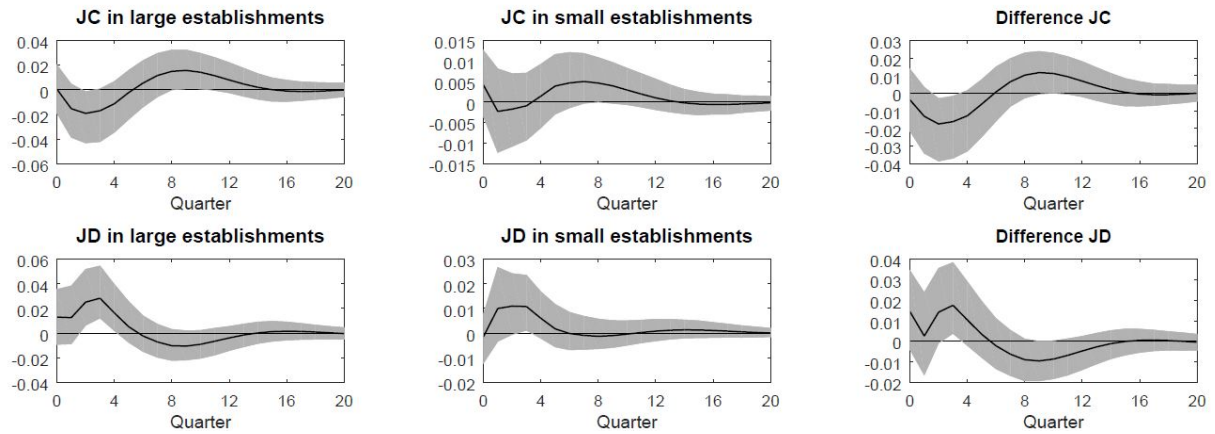 JC in large establishments
0.04
0.02
0
-0.02
-0.04
-0.06
0 4 8 12 16 20
Quarter
JC in small establishments
0.015
0.01
0.005
0
-0.005
-0.01
-0.015
0 4 8 12 16 20
Quarter
Difference JC
0.03
0.02
0.01
0
-0.01
-0.02
-0.03
-0.04
0 4 8 12 16 20
Quarter
JD in large establishments
0.06
0.04
0.02
0
-0.02
-0.04
0 4 8 12 16 20
Quarter
JD in small establishments
0.03
0.02
0.01
0
-0.01
-0.02
0 4 8 12 16 20
Quarter
Difference JD
0.04
0.03
0.02
0.01
0
-0.01
-0.02
0 4 8 12 16 20
Quarter